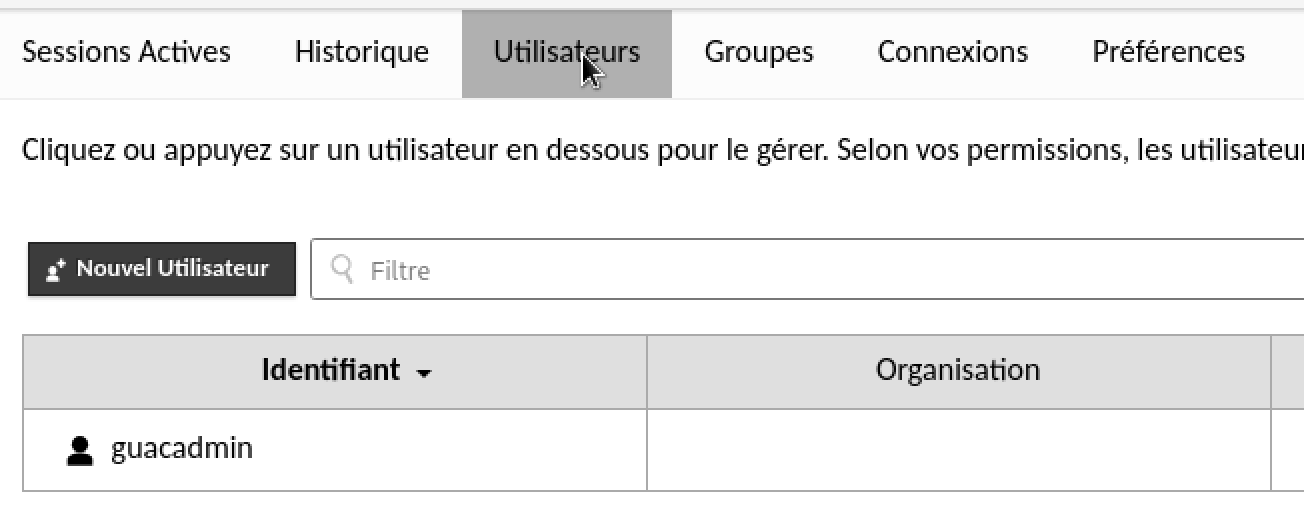 Sessions Actives Historique Utilisateurs Groupes Connexions Préférences
Cliquez ou appuyez sur un utilisateur en dessous pour le gérer. Selon vos permissions, les
Nouvel Utilisateur Filtre
Identifiant Organisation
guacadmin